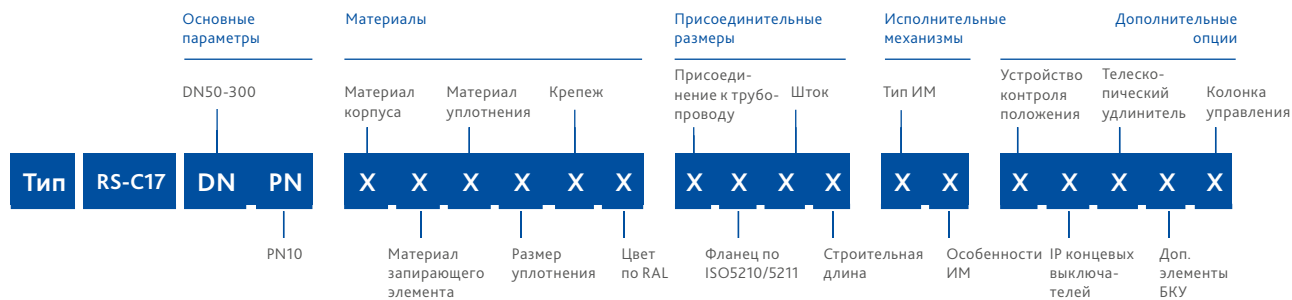 Основные
параметры
Материалы
Присоединительные
размеры
Исполнительные
механизмы
Дополнительные
опции
DN50-300
Материал
корпуса
Материал
уплотнения
Крепеж
Присоеди-
нение к трубо-
проводу
Шток
Тип ИМ
Устройство
контроля
положения
Телеско-
пический
удлинитель
Колонка
управления
Тип RS-C17 DN PN X X X X X X X X X X X X X X X X X
PN10
Материал
запирающего
элемента
Размер
уплотнения
Цвет
по RAL
Фланец по
ISO5210/5211
Строительная
длина
Особенности
ИМ
IP концевых
выключа-
телей
Доп.
элементы
БКУ